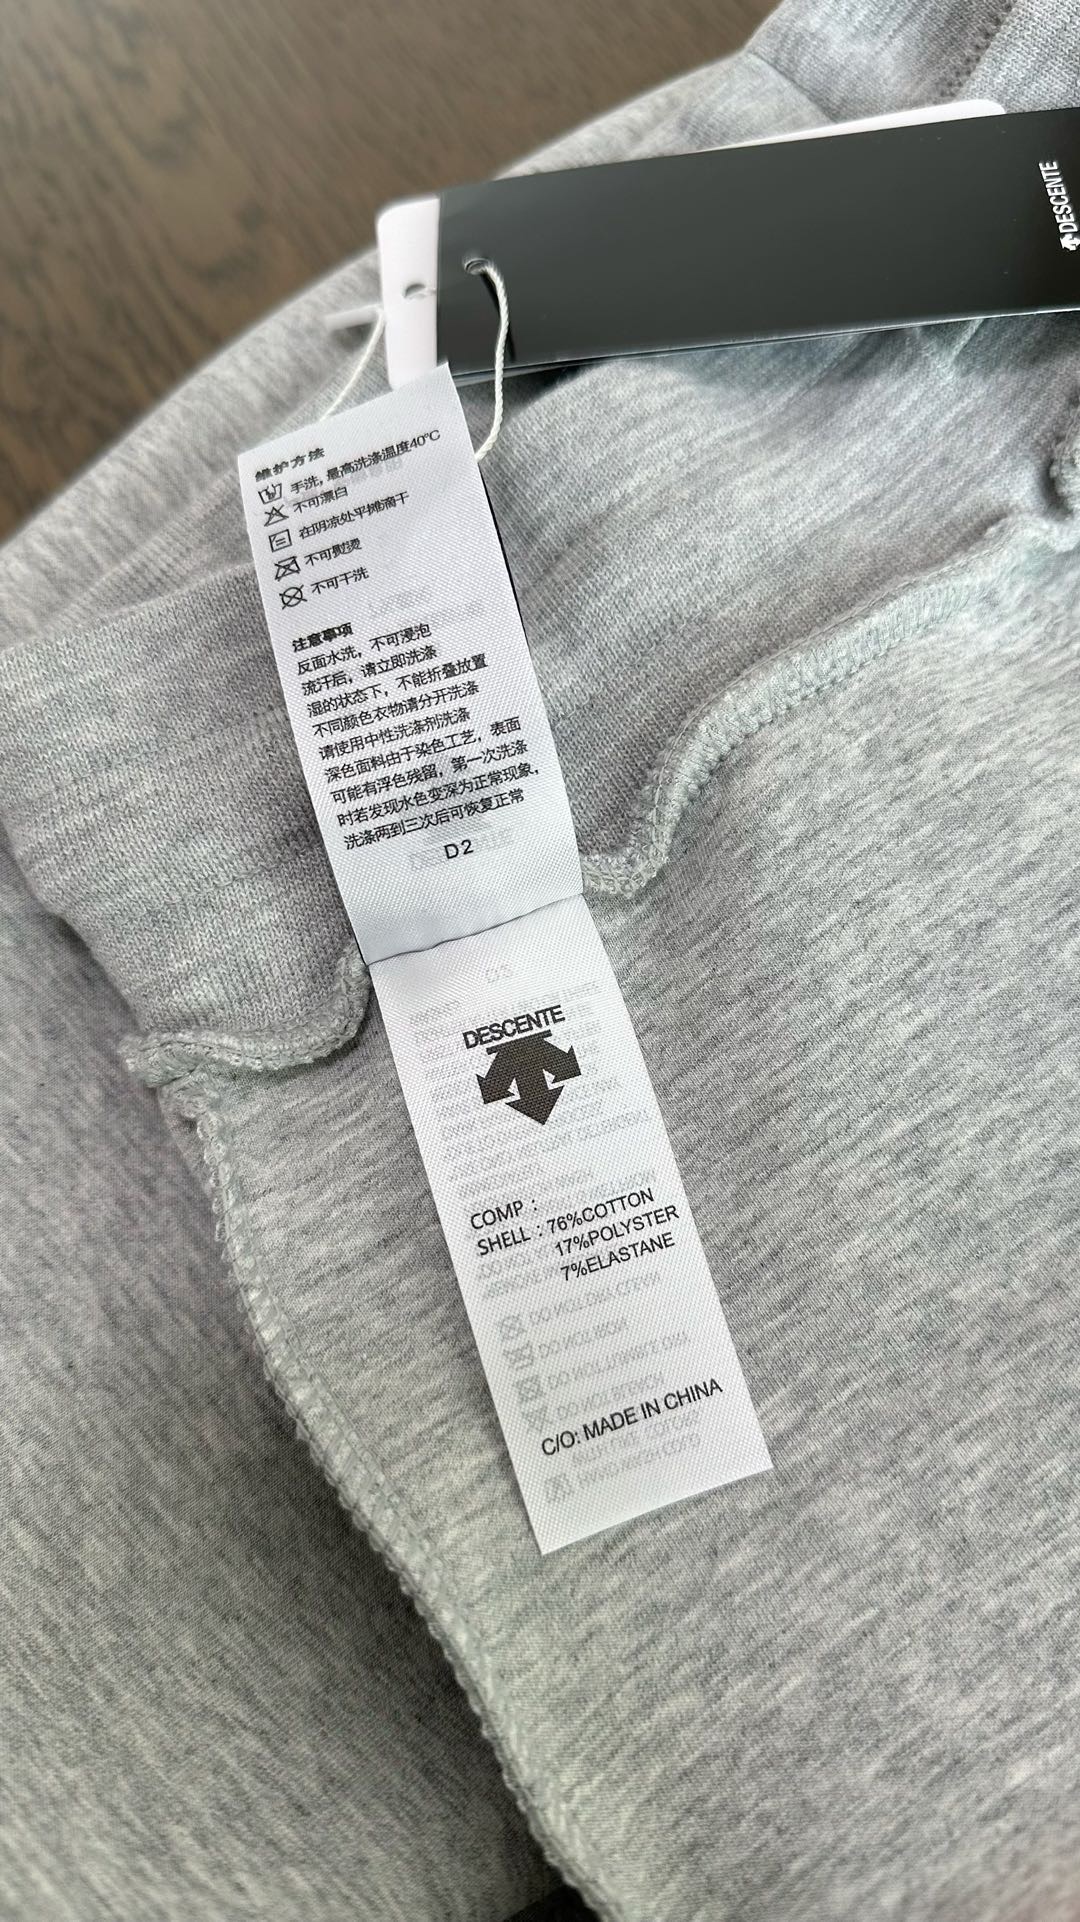 DESCENTE
维护方法
手洗，最高洗涤温度40℃
不可漂白
在阴凉处平摊滴干
不可熨烫
不可干洗
注意事项
反面水洗，不可浸泡
流汗后，请立即洗涤
湿的状态下，不能折叠放置
不同颜色衣物请分开洗涤
请使用中性洗涤剂洗涤
深色面料由于染色工艺，表面
可能有浮色残留，第一次洗涤
时若发现水色变深为正常现象，
洗涤两到三次后可恢复正常
D2
DESCENTE
COMP :
SHELL : 76%COTTON
17%POLYSTER
7%ELASTANE
C/O: MADE IN CHINA